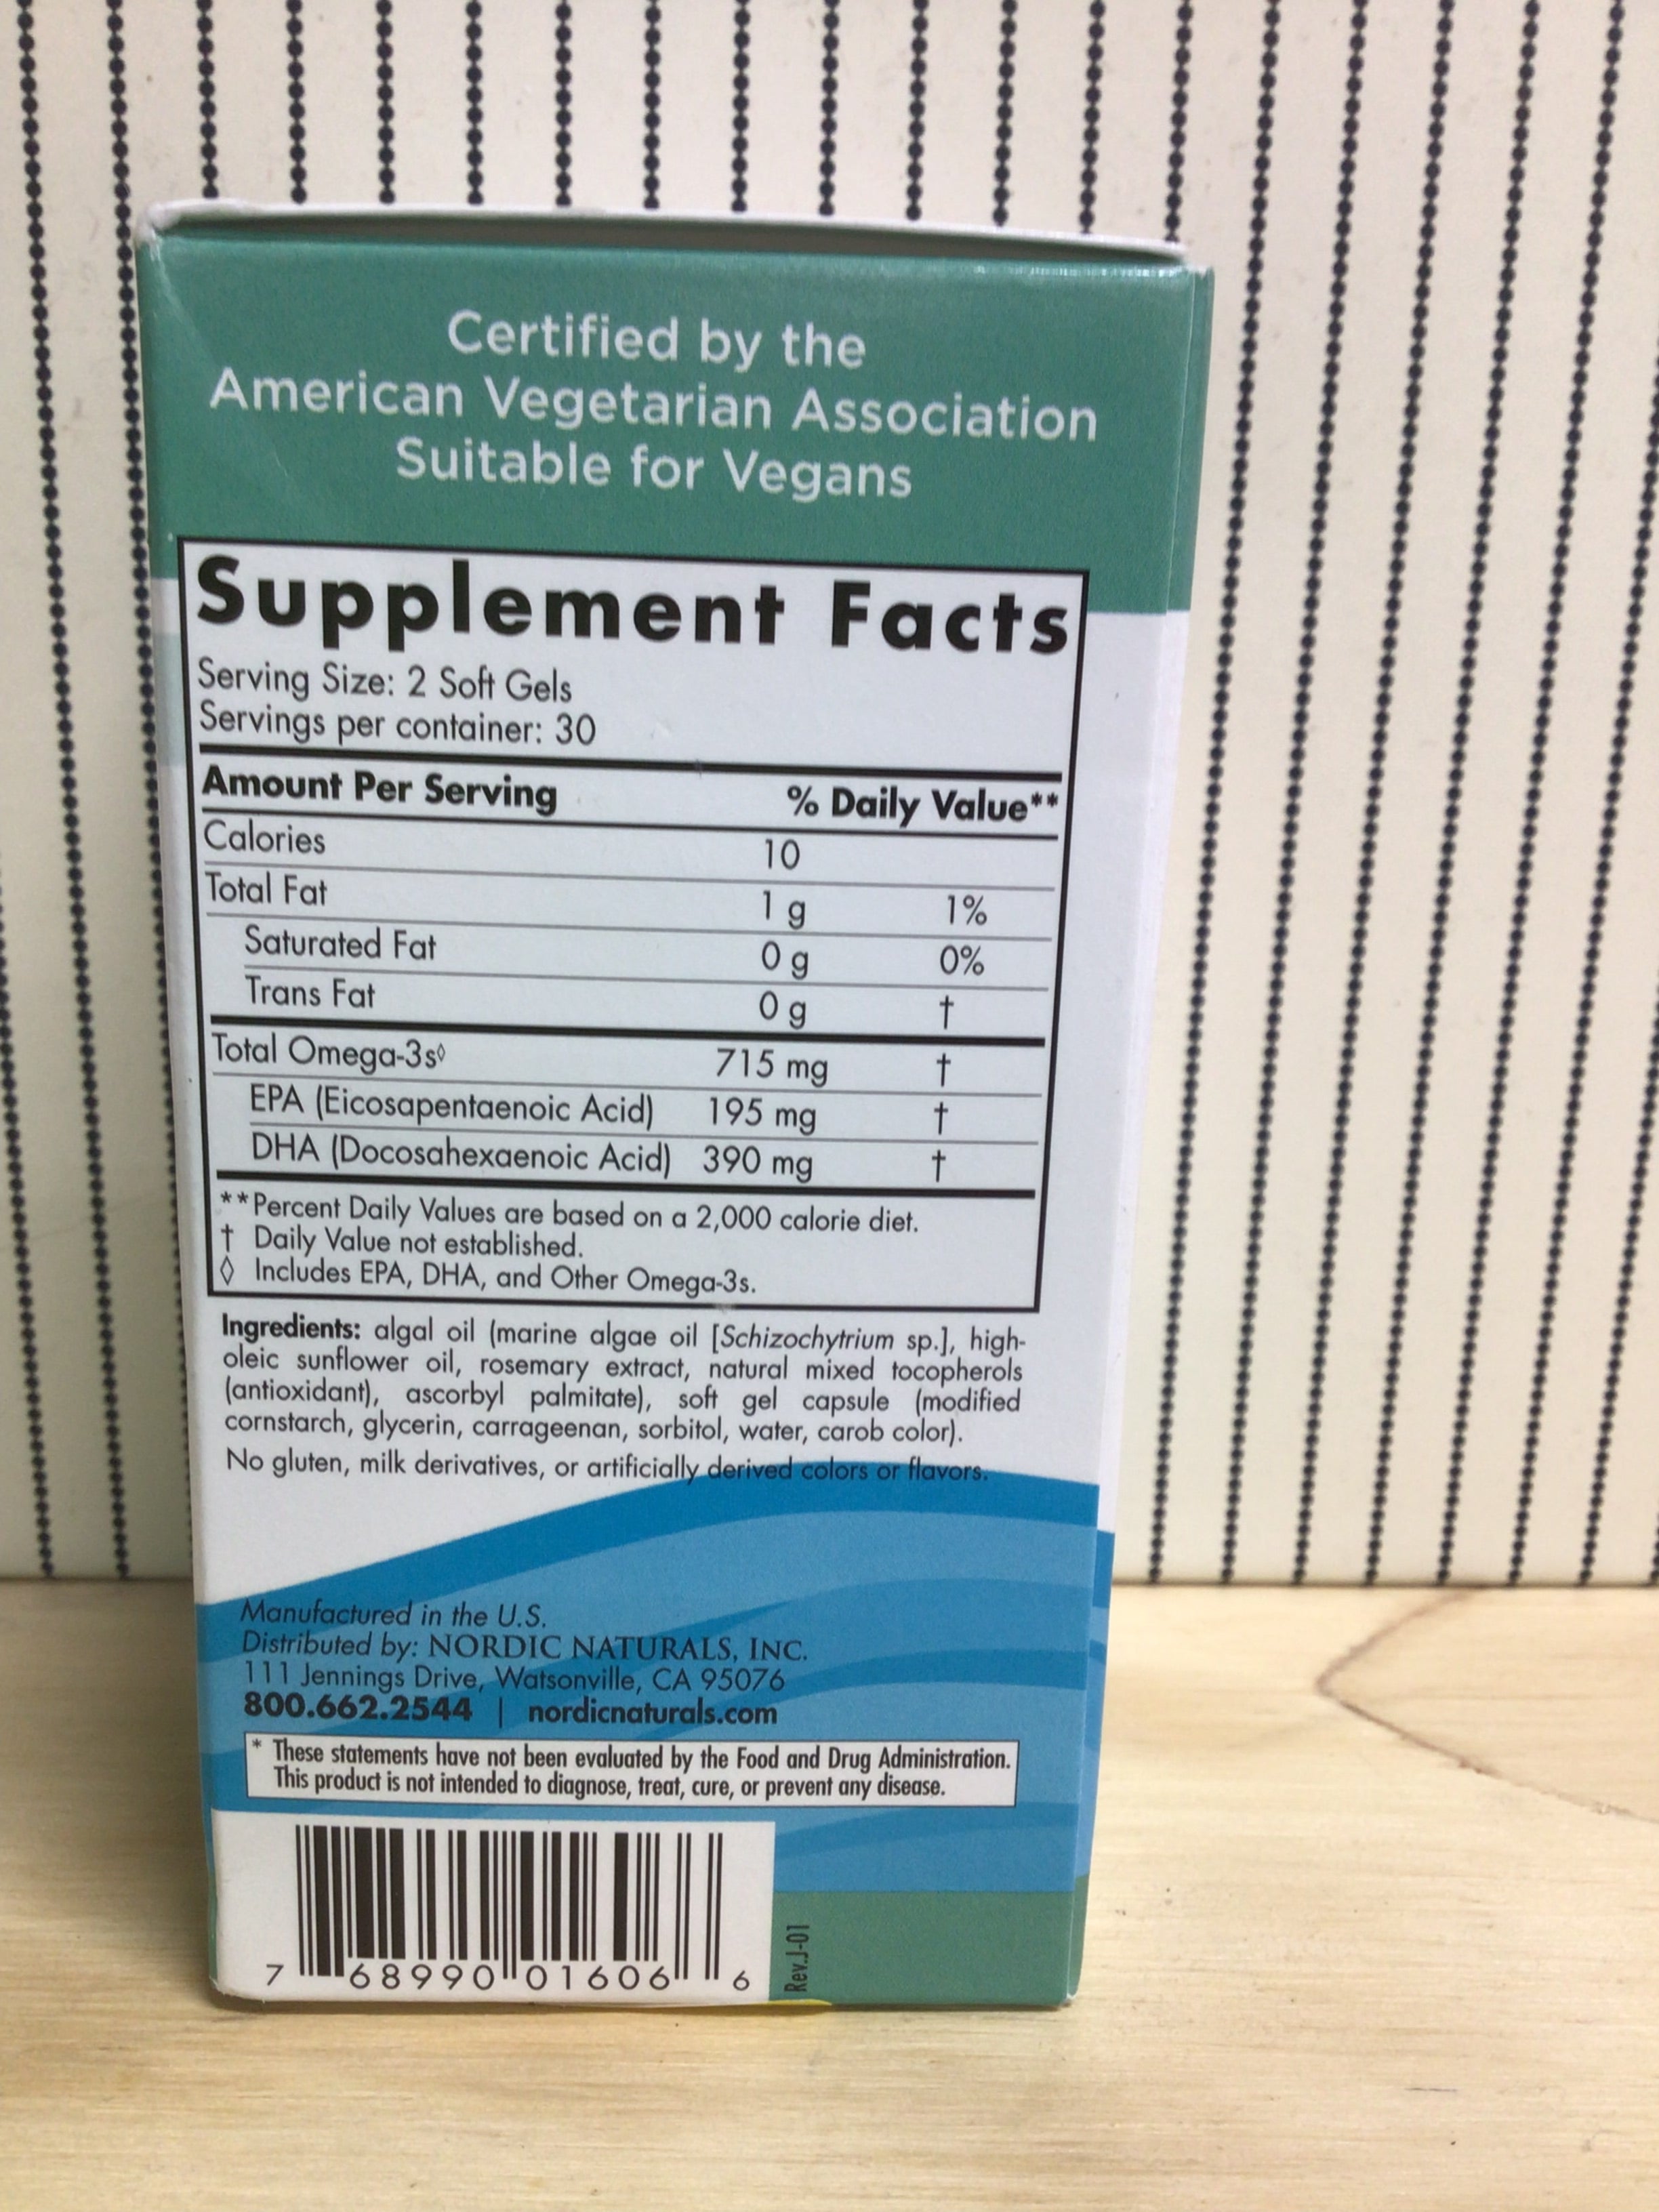 Certified by the
American Vegetarian Association
Suitable for Vegans
Supplement Facts
Serving Size: 2 Soft Gels
Servings per container: 30
Amount Per Serving % Daily Value**
Calories 10
Total Fat 1 g 1%
Saturated Fat 0 g 0%
Trans Fat 0 g †
Total Omega-3s◊ 715 mg †
EPA (Eicosapentaenoic Acid) 195 mg †
DHA (Docosahexaenoic Acid) 390 mg †
**Percent Daily Values are based on a 2,000 calorie diet.
† Daily Value not established.
◊ Includes EPA, DHA, and Other Omega-3s.
Ingredients: algal oil (marine algae oil [Schizochytrium sp.], high-
oleic sunflower oil, rosemary extract, natural mixed tocopherols
(antioxidant), ascorbyl palmitate), soft gel capsule (modified
cornstarch, glycerin, carrageenan, sorbitol, water, carob color).
No gluten, milk derivatives, or artificially derived colors or flavors.
Manufactured in the U.S.
Distributed by: NORDIC NATURALS, INC.
111 Jennings Drive, Watsonville, CA 95076
800.662.2544 | nordicnaturals.com
* These statements have not been evaluated by the Food and Drug Administration.
This product is not intended to diagnose, treat, cure, or prevent any disease.
7 68990 01606 6
Rev.J-01